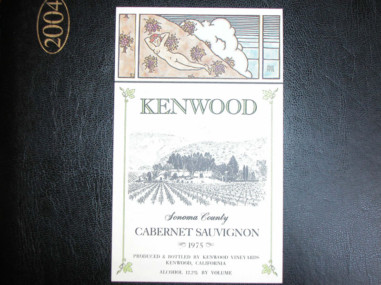 2004
KENWOOD
Sonoma County
CABERNET SAUVIGNON
1975
PRODUCED & BOTTLED BY KENWOOD VINEYARDS
KENWOOD, CALIFORNIA
ALCOHOL 12.5% BY VOLUME